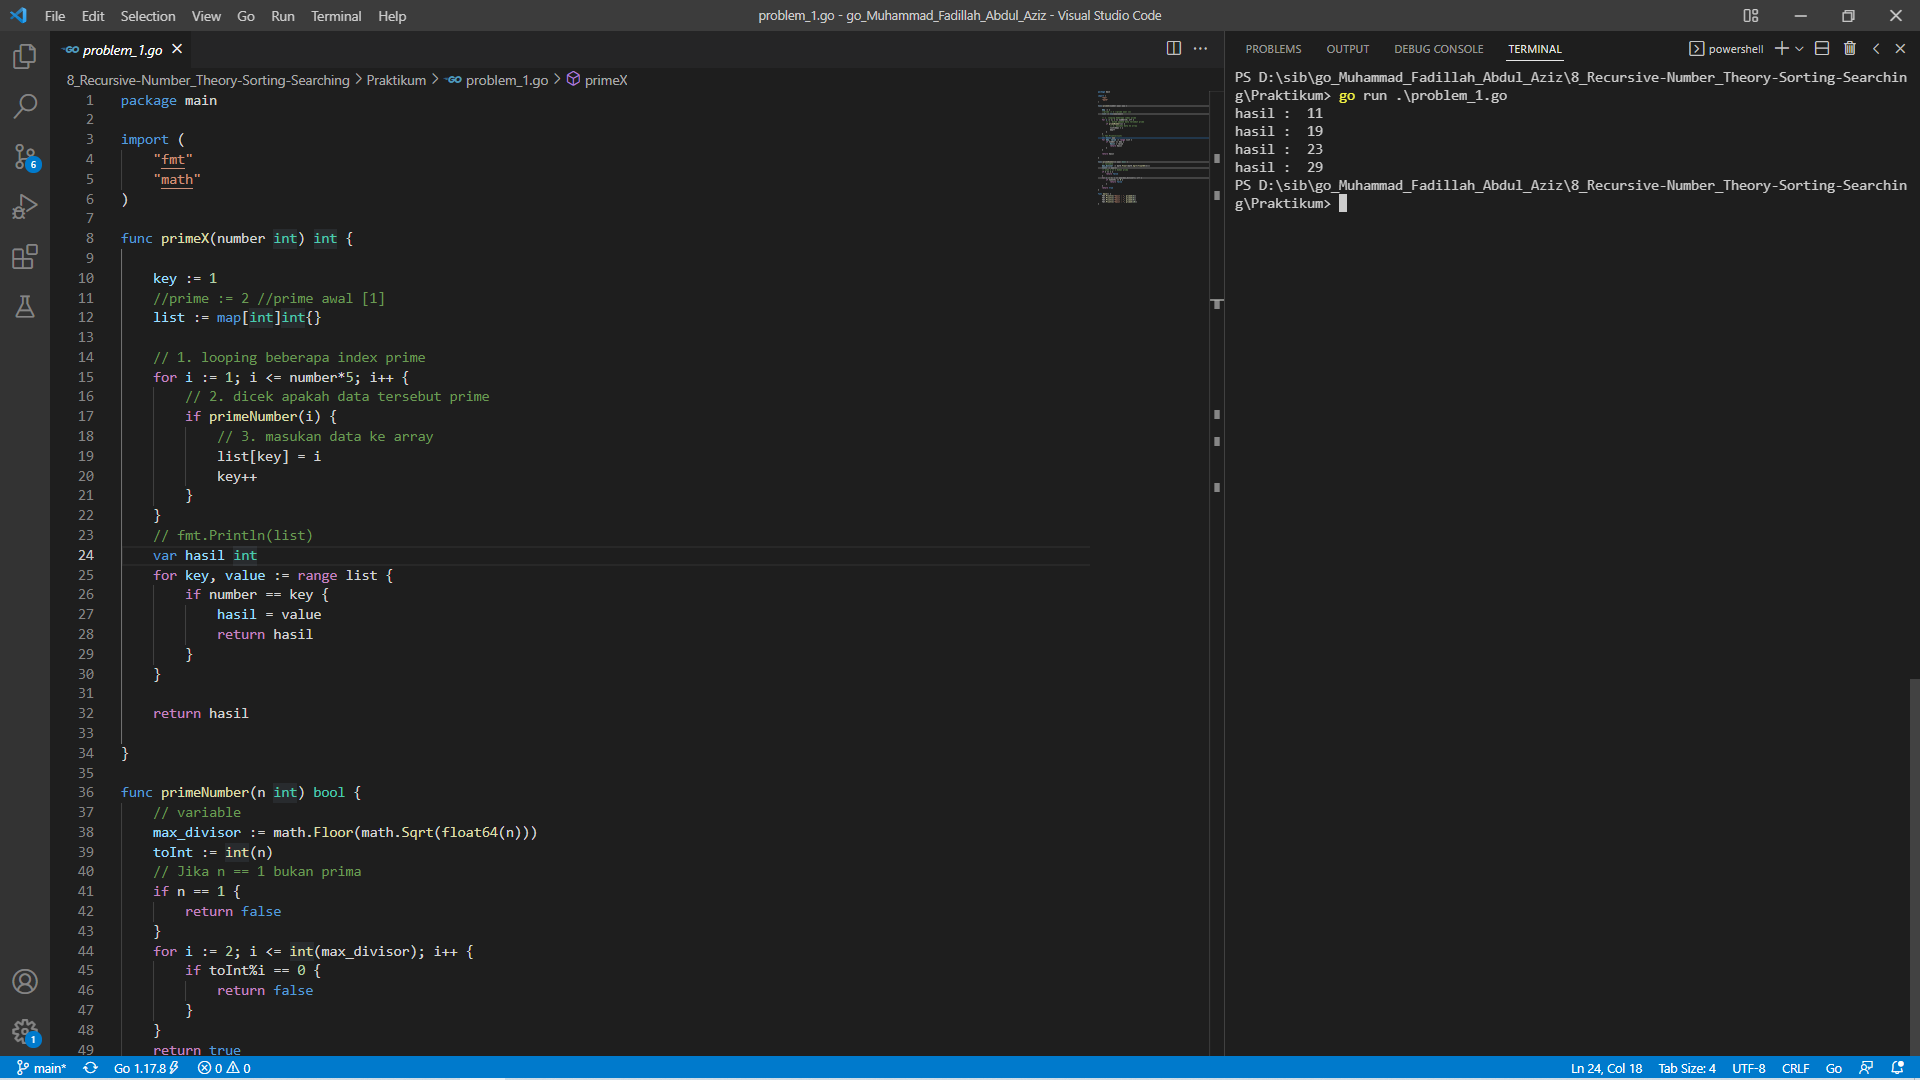 File Edit Selection View Go Run Terminal Help
problem_1.go - go_Muhammad_Fadillah_Abdul_Aziz - Visual Studio Code
problem_1.go
8_Recursive-Number_Theory-Sorting-Searching > Praktikum > problem_1.go > primeX
1 package main
2
3 import (
4 "fmt"
5 "math"
6 )
7
8 func primeX(number int) int {
9
10 key := 1
11 //prime := 2 //prime awal [1]
12 list := map[int]int{}
13
14 // 1. looping beberapa index prime
15 for i := 1; i <= number*5; i++ {
16 // 2. dicek apakah data tersebut prime
17 if primeNumber(i) {
18 // 3. masukan data ke array
19 list[key] = i
20 key++
21 }
22 }
23 // fmt.Println(list)
24 var hasil int
25 for key, value := range list {
26 if number == key {
27 hasil = value
28 return hasil
29 }
30 }
31
32 return hasil
33
34 }
35
36 func primeNumber(n int) bool {
37 // variable
38 max_divisor := math.Floor(math.Sqrt(float64(n)))
39 toInt := int(n)
40 // Jika n == 1 bukan prima
41 if n == 1 {
42 return false
43 }
44 for i := 2; i <= int(max_divisor); i++ {
45 if toInt%i == 0 {
46 return false
47 }
48 }
49 return true
PROBLEMS OUTPUT DEBUG CONSOLE TERMINAL
powershell
PS D:\sib\go_Muhammad_Fadillah_Abdul_Aziz\8_Recursive-Number_Theory-Sorting-Searchin
g\Praktikum> go run .\problem_1.go
hasil :  11
hasil :  19
hasil :  23
hasil :  29
PS D:\sib\go_Muhammad_Fadillah_Abdul_Aziz\8_Recursive-Number_Theory-Sorting-Searchin
g\Praktikum>
6
1
main* Go 1.17.8 0 0
Ln 24, Col 18 Tab Size: 4 UTF-8 CRLF Go